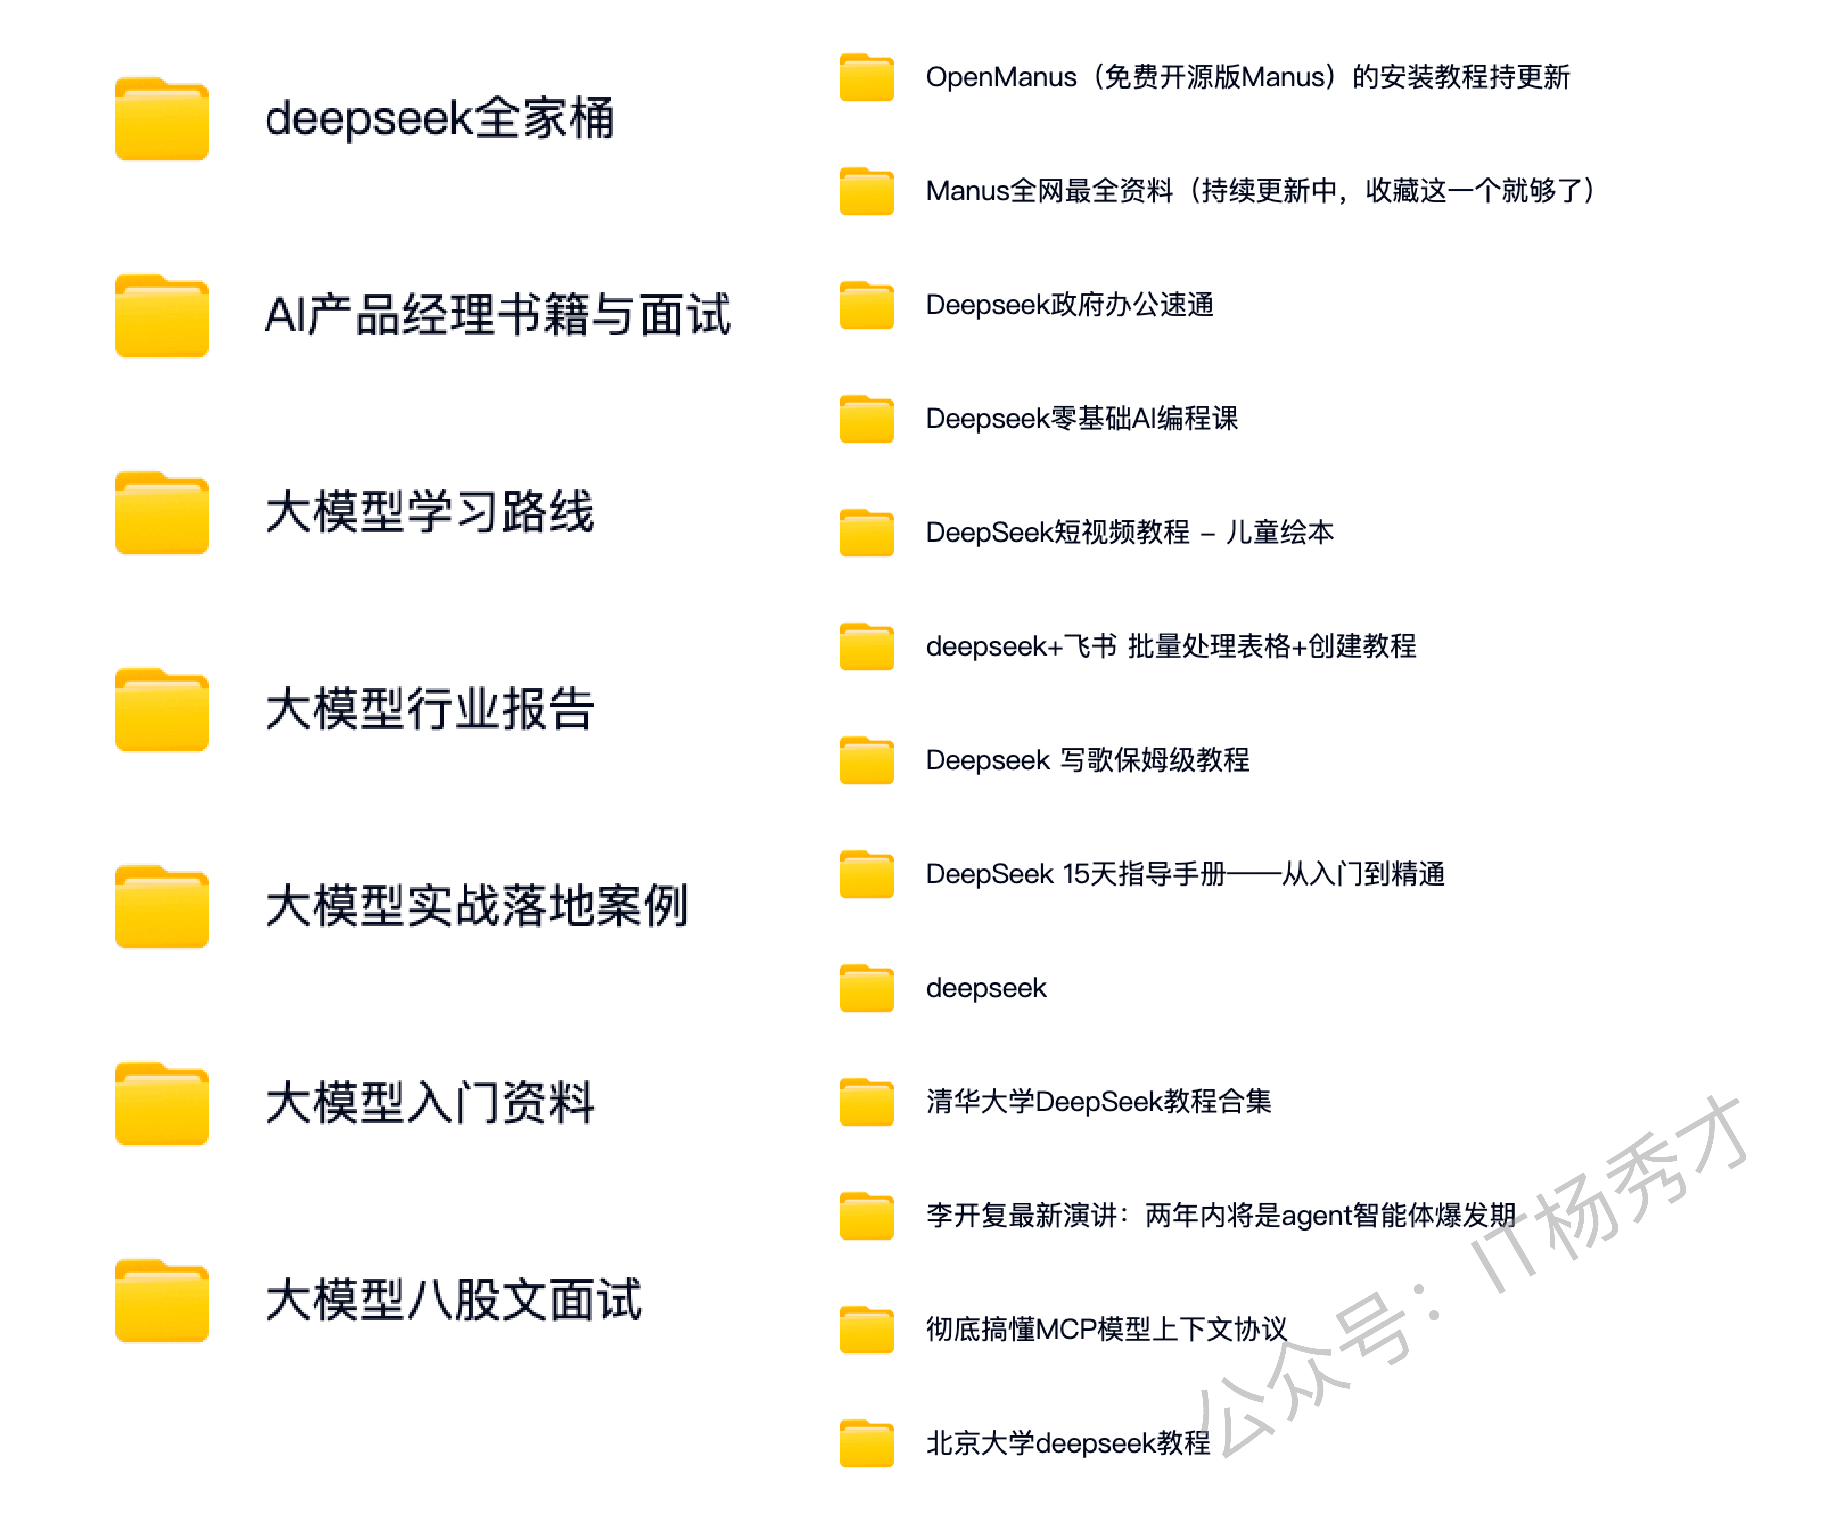 deepseek全家桶
AI产品经理书籍与面试
大模型学习路线
大模型行业报告
大模型实战落地案例
大模型入门资料
大模型八股文面试
OpenManus（免费开源版Manus）的安装教程持更新
Manus全网最全资料（持续更新中，收藏这一个就够了）
Deepseek政府办公速通
Deepseek零基础AI编程课
DeepSeek短视频教程 – 儿童绘本
deepseek+飞书 批量处理表格+创建教程
Deepseek 写歌保姆级教程
DeepSeek 15天指导手册——从入门到精通
deepseek
清华大学DeepSeek教程合集
李开复最新演讲：两年内将是agent智能体爆发期
彻底搞懂MCP模型上下文协议
北京大学deepseek教程
公众号：IT杨秀才